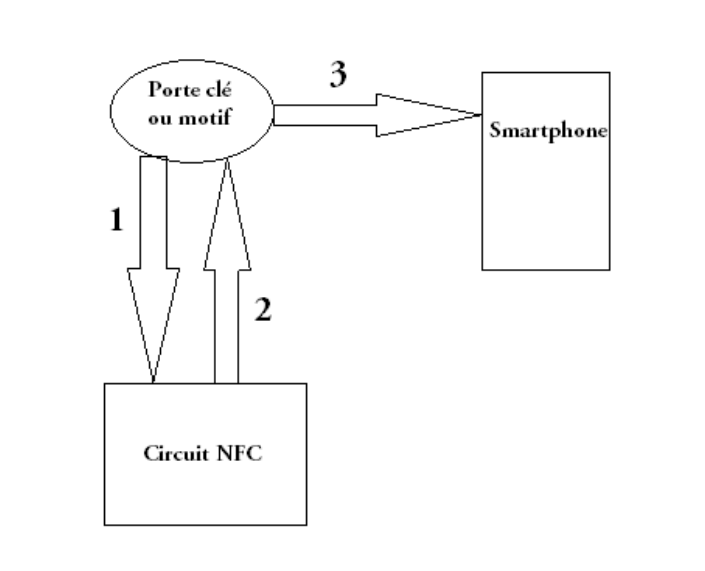 3
Porte clé
ou motif
Smartphone
1
2
Circuit NFC